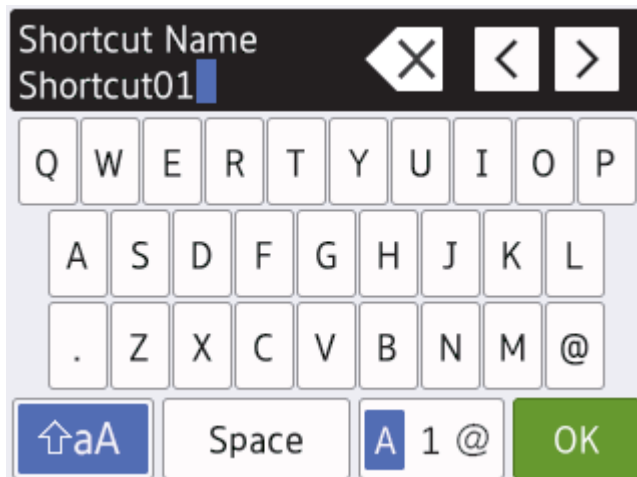 Shortcut Name
Shortcut01
< >
Q W E R T Y U I O P
A S D F G H J K L
. Z X C V B N M @
⇧aA Space A 1 @ OK